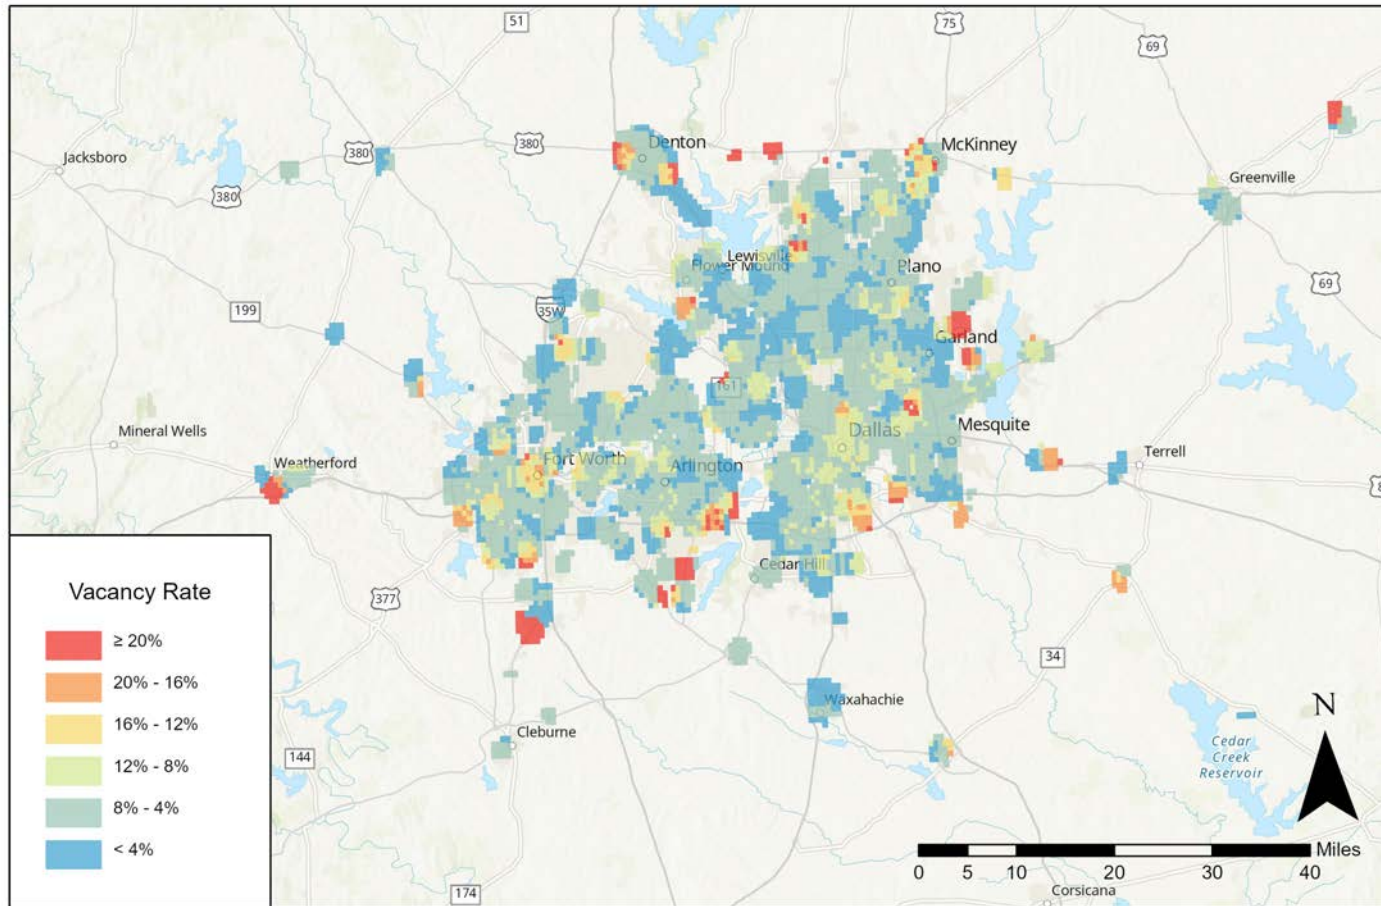 51
75
69
380
Denton
McKinney
380
Jacksboro
Greenville
380
Lewisville
Flower Mound
Plano
69
199
35W
Garland
161
Mineral Wells
Dallas
Mesquite
Weatherford
Fort Worth
Arlington
Terrell
8
Cedar Hill
377
34
Waxahachie
Cleburne
144
Cedar
Creek
Reservoir
N
Vacancy Rate
≥ 20%
20% - 16%
16% - 12%
12% - 8%
8% - 4%
< 4%
Miles
0 5 10 20 30 40
174
Corsicana